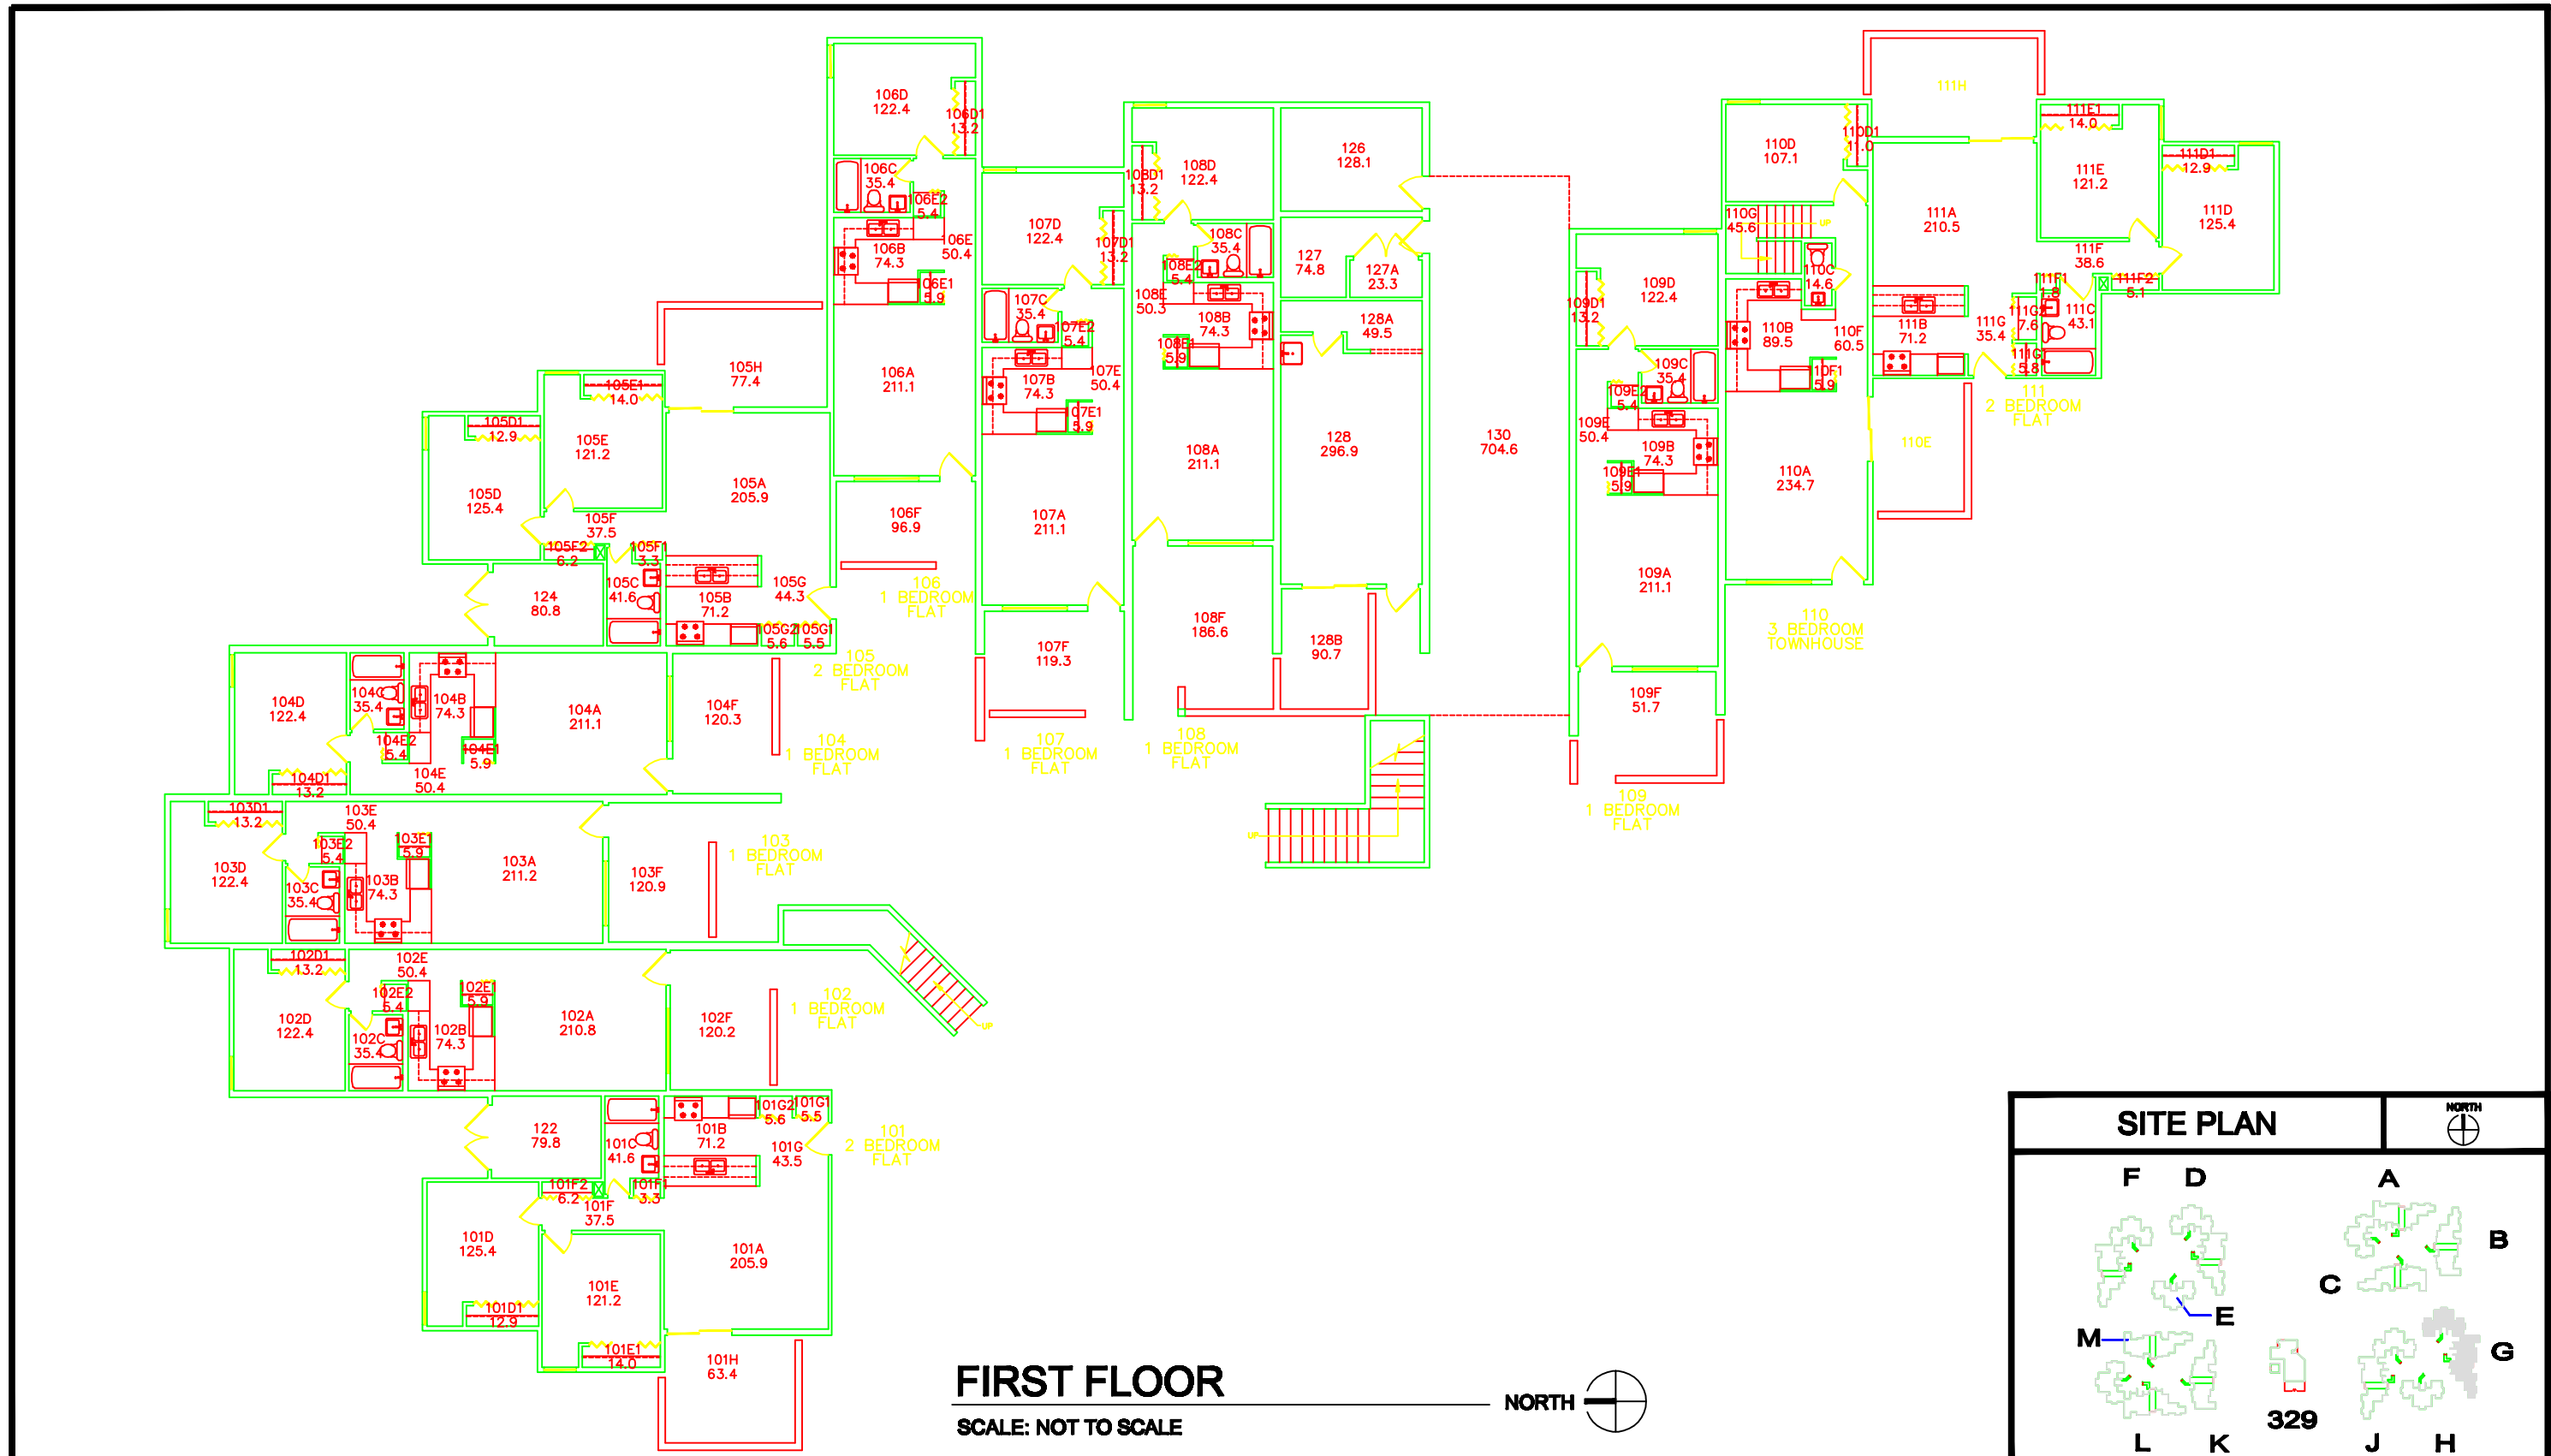 106D
122.4
106D1
13.2
106C
35.4
106E2
5.4
106B
74.3
106E
50.4
106E1
5.9
106A
211.1
106F
96.9
106
1 BEDROOM
FLAT
107D
122.4
107D1
13.2
107C
35.4
107E2
5.4
107B
74.3
107E
50.4
107E1
5.9
107A
211.1
107F
119.3
107
1 BEDROOM
FLAT
108D1
13.2
108D
122.4
108C
35.4
108E2
5.4
108E
50.3
108B
74.3
108E1
5.9
108A
211.1
108F
186.6
108
1 BEDROOM
FLAT
126
128.1
127
74.8
127A
23.3
128A
49.5
128
296.9
128B
90.7
130
704.6
UP
109D
122.4
109D1
13.2
109C
35.4
109E2
5.4
109E
50.4
109B
74.3
109E1
5.9
109A
211.1
109F
51.7
109
1 BEDROOM
FLAT
110D
107.1
110D1
11.0
110G
45.6
UP
110C
14.6
110B
89.5
110F
60.5
110F1
5.9
110A
234.7
110E
110
3 BEDROOM
TOWNHOUSE
111H
111E1
14.0
111E
121.2
111D1
12.9
111D
125.4
111A
210.5
111F
38.6
111F1
1.8
111F2
5.1
111C
43.1
111G2
7.6
111G
35.4
111B
71.2
111G1
5.8
111
2 BEDROOM
FLAT
105H
77.4
105E1
14.0
105D1
12.9
105E
121.2
105D
125.4
105A
205.9
105F
37.5
105F2
6.2
105F1
3.3
105C
41.6
105B
71.2
105G
44.3
105G2
5.6
105G1
5.5
124
80.8
105
2 BEDROOM
FLAT
104D
122.4
104C
35.4
104B
74.3
104A
211.1
104F
120.3
104E2
5.4
104E1
5.9
104D1
13.2
104E
50.4
104
1 BEDROOM
FLAT
103D1
13.2
103E
50.4
103E2
5.4
103E1
5.9
103D
122.4
103C
35.4
103B
74.3
103A
211.2
103F
120.9
103
1 BEDROOM
FLAT
102D1
13.2
102E
50.4
102E2
5.4
102E1
5.9
102D
122.4
102C
35.4
102B
74.3
102A
210.8
102F
120.2
102
1 BEDROOM
FLAT
UP
122
79.8
101C
41.6
101B
71.2
101G2
5.6
101G1
5.5
101G
43.5
101
2 BEDROOM
FLAT
101F2
6.2
101F1
3.3
101F
37.5
101D
125.4
101A
205.9
101E
121.2
101D1
12.9
101E1
14.0
101H
63.4
FIRST FLOOR
SCALE: NOT TO SCALE
NORTH
SITE PLAN
NORTH
F D A
B
C
E
M
G
329
L K J H